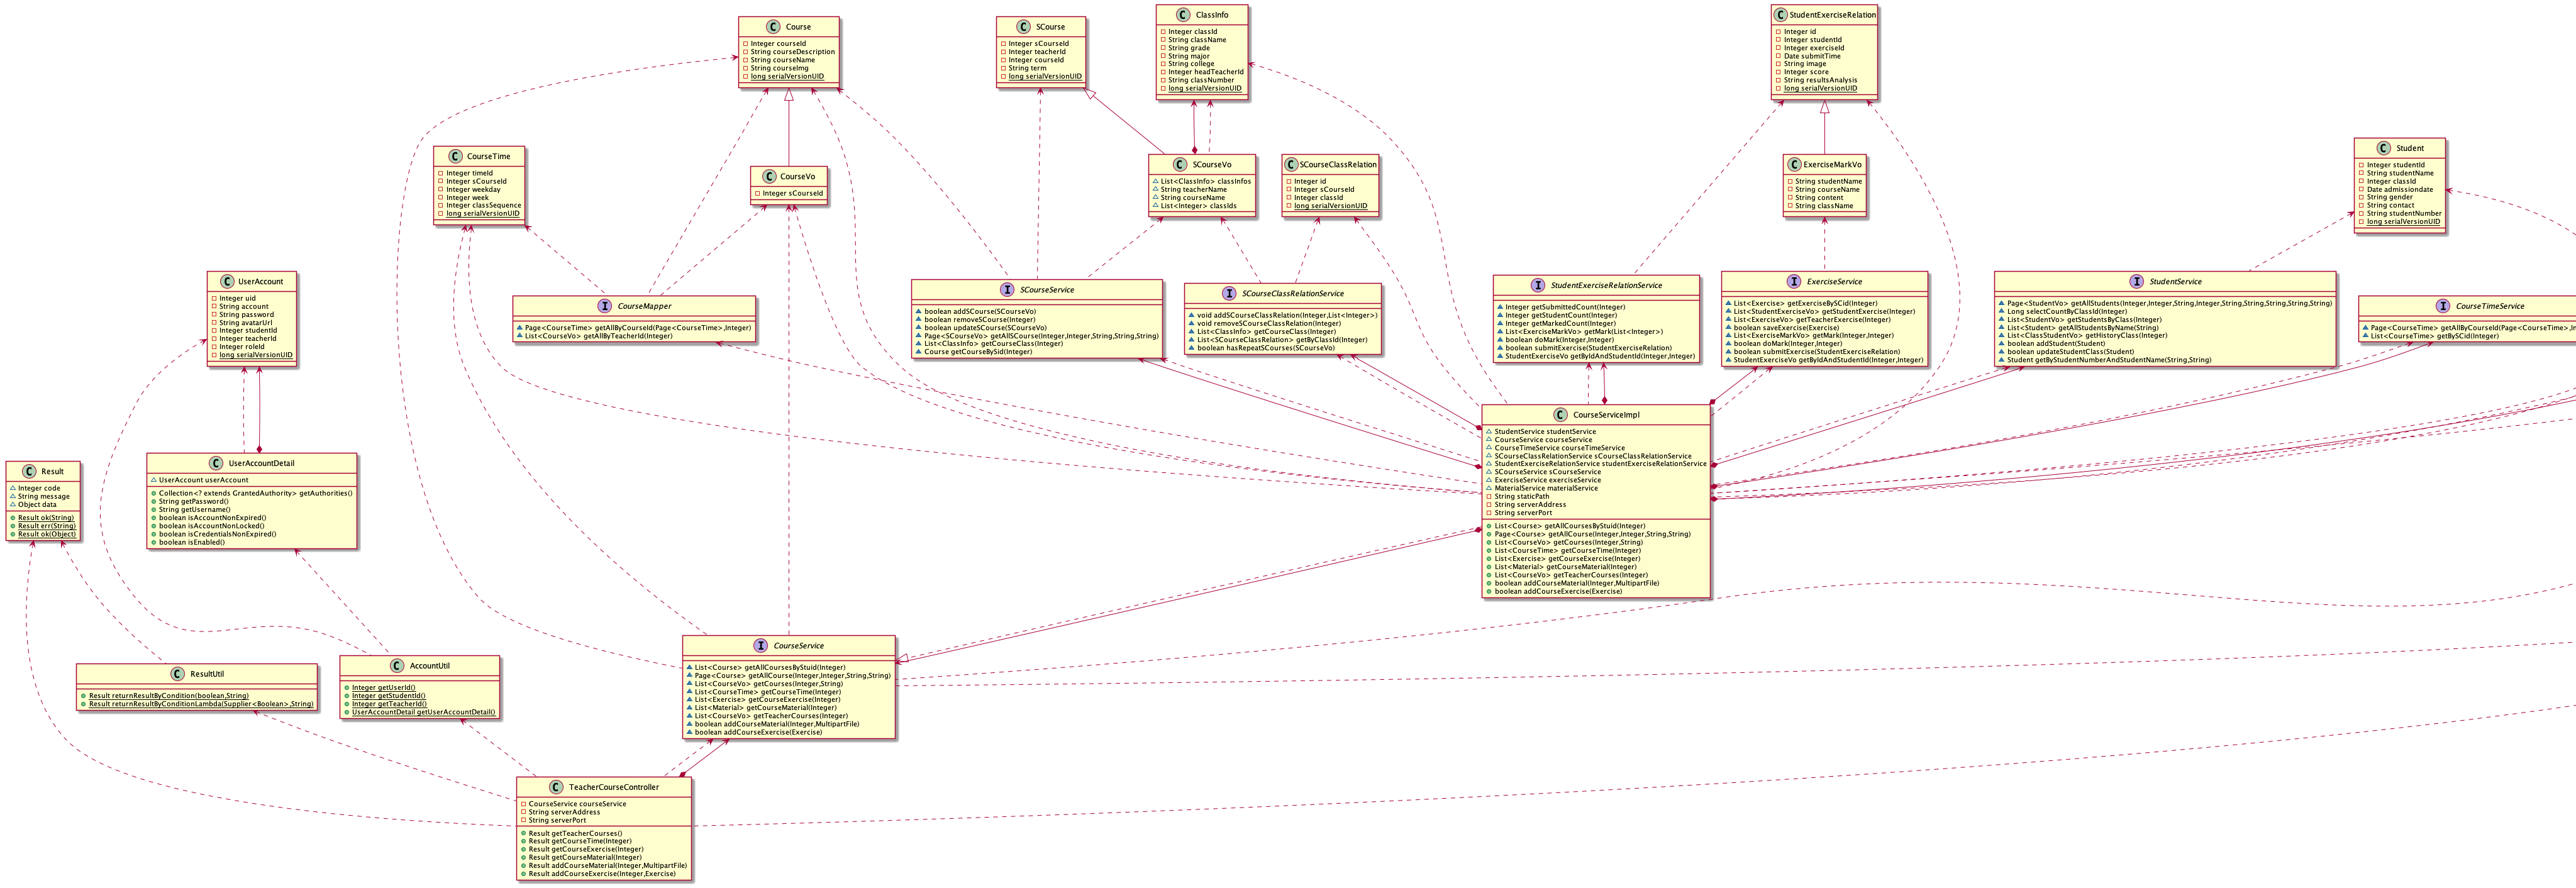 Course
Integer courseId
String courseDescription
String courseName
String courseImg
long serialVersionUID
SCourse
Integer sCourseId
Integer teacherId
Integer courseId
String term
long serialVersionUID
ClassInfo
Integer classId
String className
String grade
String major
String college
Integer headTeacherId
String classNumber
long serialVersionUID
StudentExerciseRelation
Integer id
Integer studentId
Integer exerciseId
Date submitTime
String image
Integer score
String resultsAnalysis
long serialVersionUID
CourseTime
Integer timeId
Integer sCourseId
Integer weekday
Integer week
Integer classSequence
long serialVersionUID
CourseVo
Integer sCourseId
SCourseVo
List<ClassInfo> classInfos
String teacherName
String courseName
List<Integer> classIds
SCourseClassRelation
Integer id
Integer sCourseId
Integer classId
long serialVersionUID
ExerciseMarkVo
String studentName
String courseName
String content
String className
Student
Integer studentId
String studentName
Integer classId
Date admissiondate
String gender
String contact
String studentNumber
long serialVersionUID
UserAccount
Integer uid
String account
String password
String avatarUrl
Integer studentId
Integer teacherId
Integer roleId
long serialVersionUID
CourseMapper
Page<CourseTime> getAllByCourseId(Page<CourseTime>,Integer)
List<CourseVo> getAllByTeacherId(Integer)
SCourseService
boolean addSCourse(SCourseVo)
boolean removeSCourse(Integer)
boolean updateSCourse(SCourseVo)
Page<SCourseVo> getAllSCourse(Integer,Integer,String,String,String)
List<ClassInfo> getCourseClass(Integer)
Course getCourseBySid(Integer)
SCourseClassRelationService
void addSCourseClassRelation(Integer,List<Integer>)
void removeSCourseClassRelation(Integer)
List<ClassInfo> getCourseClass(Integer)
List<SCourseClassRelation> getByClassId(Integer)
boolean hasRepeatSCourses(SCourseVo)
StudentExerciseRelationService
Integer getSubmittedCount(Integer)
Integer getStudentCount(Integer)
Integer getMarkedCount(Integer)
List<ExerciseMarkVo> getMark(List<Integer>)
boolean doMark(Integer,Integer)
boolean submitExercise(StudentExerciseRelation)
StudentExerciseVo getByIdAndStudentId(Integer,Integer)
ExerciseService
List<Exercise> getExerciseBySCid(Integer)
List<StudentExerciseVo> getStudentExercise(Integer)
List<ExerciseVo> getTeacherExercise(Integer)
boolean saveExercise(Exercise)
List<ExerciseMarkVo> getMark(Integer,Integer)
boolean doMark(Integer,Integer)
boolean submitExercise(StudentExerciseRelation)
StudentExerciseVo getByIdAndStudentId(Integer,Integer)
StudentService
Page<StudentVo> getAllStudents(Integer,Integer,String,Integer,String,String,String,String)
Long selectCountByClassId(Integer)
List<StudentVo> getStudentsByClass(Integer)
List<Student> getAllStudentsByName(String)
List<ClassStudentVo> getHistoryClass(Integer)
boolean addStudent(Student)
boolean updateStudentClass(Student)
Student getByStudentNumberAndStudentName(String,String)
CourseTimeService
Page<CourseTime> getAllByCourseId(Page<CourseTime>,In
List<CourseTime> getBySCid(Integer)
Result
Integer code
String message
Object data
Result ok(String)
Result err(String)
Result ok(Object)
UserAccountDetail
UserAccount userAccount
Collection<? extends GrantedAuthority> getAuthorities()
String getPassword()
String getUsername()
boolean isAccountNonExpired()
boolean isAccountNonLocked()
boolean isCredentialsNonExpired()
boolean isEnabled()
CourseServiceImpl
StudentService studentService
CourseService courseService
CourseTimeService courseTimeService
SCourseClassRelationService sCourseClassRelationService
StudentExerciseRelationService studentExerciseRelationService
SCourseService sCourseService
ExerciseService exerciseService
MaterialService materialService
String staticPath
String serverAddress
String serverPort
List<Course> getAllCoursesByStuid(Integer)
Page<Course> getAllCourse(Integer,Integer,String,String)
List<CourseVo> getCourses(Integer,String)
List<CourseTime> getCourseTime(Integer)
List<Exercise> getCourseExercise(Integer)
List<Material> getCourseMaterial(Integer)
List<CourseVo> getTeacherCourses(Integer)
boolean addCourseMaterial(Integer,MultipartFile)
boolean addCourseExercise(Exercise)
ResultUtil
Result returnResultByCondition(boolean,String)
Result returnResultByConditionLambda(Supplier<Boolean>,String)
AccountUtil
Integer getUserId()
Integer getStudentId()
Integer getTeacherId()
UserAccountDetail getUserAccountDetail()
CourseService
List<Course> getAllCoursesByStuid(Integer)
Page<Course> getAllCourse(Integer,Integer,String,String)
List<CourseVo> getCourses(Integer,String)
List<CourseTime> getCourseTime(Integer)
List<Exercise> getCourseExercise(Integer)
List<Material> getCourseMaterial(Integer)
List<CourseVo> getTeacherCourses(Integer)
boolean addCourseMaterial(Integer,MultipartFile)
boolean addCourseExercise(Exercise)
TeacherCourseController
CourseService courseService
String serverAddress
String serverPort
Result getTeacherCourses()
Result getCourseTime(Integer)
Result getCourseExercise(Integer)
Result getCourseMaterial(Integer)
Result addCourseMaterial(Integer,MultipartFile)
Result addCourseExercise(Integer,Exercise)